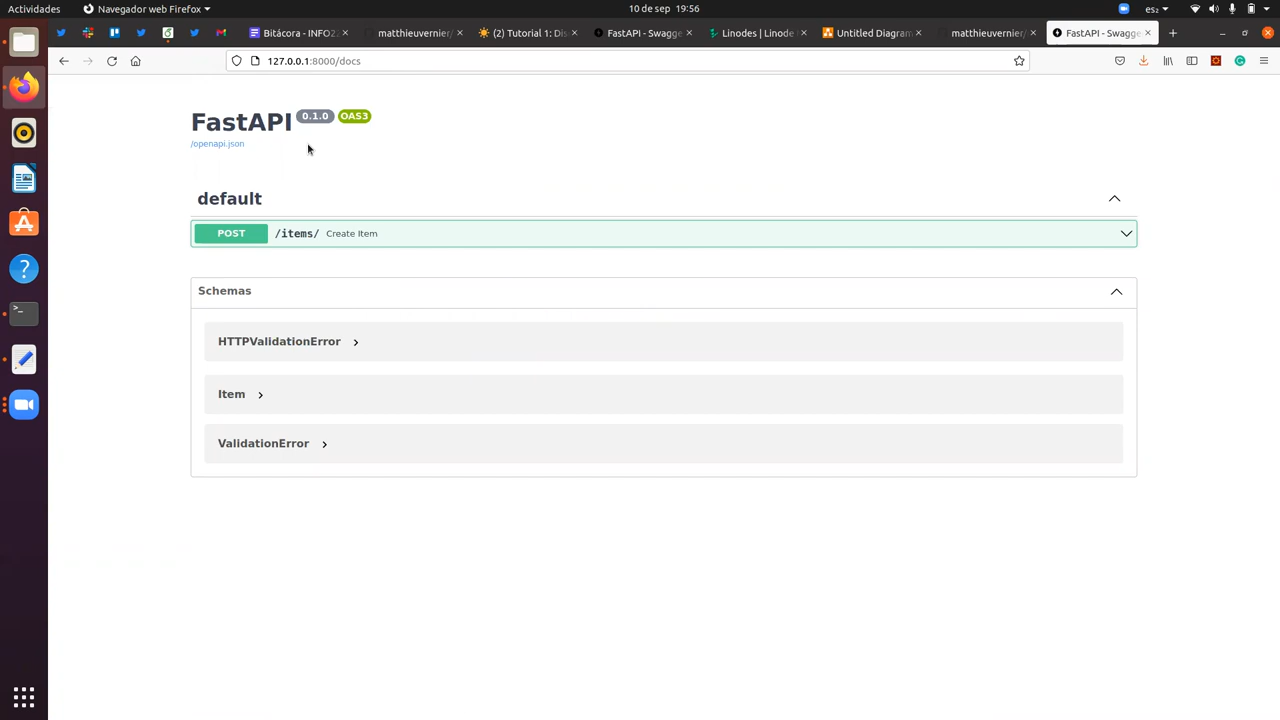 Actividades Navegador web Firefox 10 de sep 19:56 es₂
Bitácora - INFO2 matthieuvernier/ (2) Tutorial 1: Dis FastAPI - Swagge Linodes | Linode Untitled Diagram matthieuvernier/ FastAPI - Swagge
127.0.0.1:8000/docs
FastAPI 0.1.0 OAS3
/openapi.json
default
POST /items/ Create Item
Schemas
HTTPValidationError
Item
ValidationError